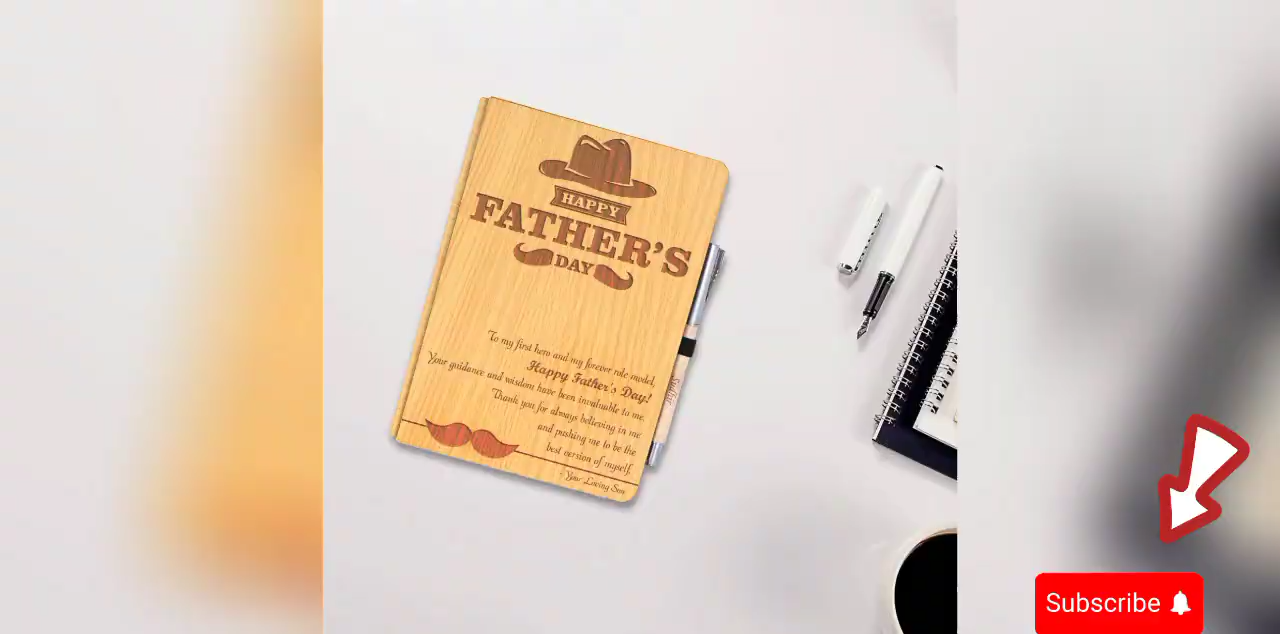 HAPPY
FATHER'S
DAY
To my first hero and my forever role model,
Happy Father's Day!
Your guidance and wisdom have been invaluable to me.
Thank you for always believing in me
and pushing me to be the
best version of myself.
- Your Loving Son
Subscribe